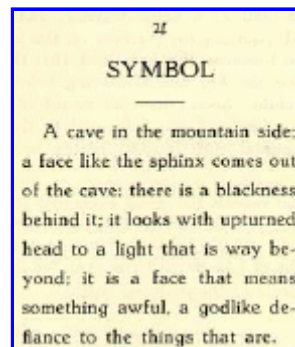 SYMBOL
A cave in the mountain side;
a face like the sphinx comes out
of the cave; there is a blackness
behind it; it looks with upturned
head to a light that is way be-
yond; it is a face that means
something awful, a godlike de-
fiance to the things that are.